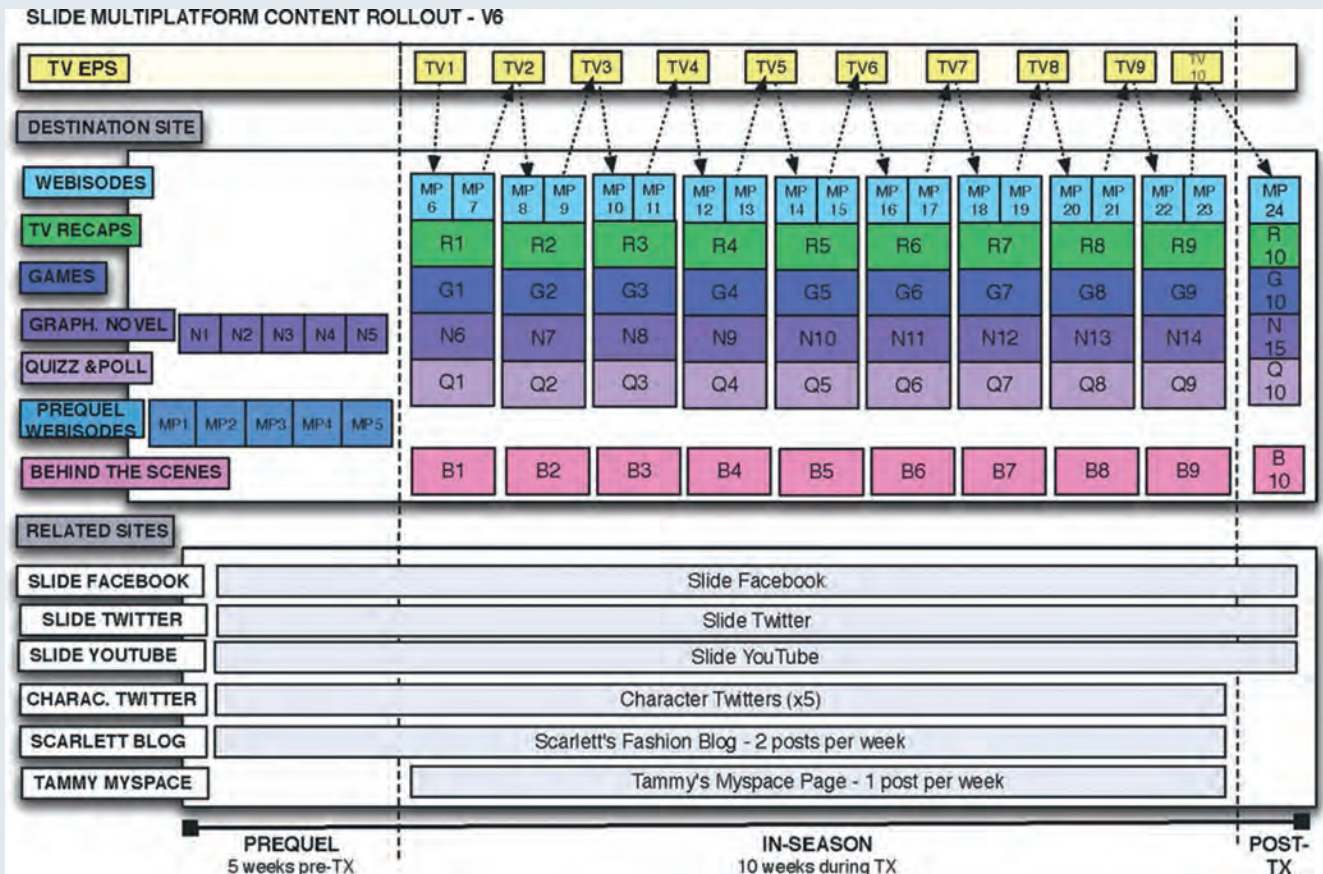 SLIDE MULTIPLATFORM CONTENT ROLLOUT - V6
TV EPS
TV1
TV2
TV3
TV4
TV5
TV6
TV7
TV8
TV9
TV
10
DESTINATION SITE
WEBISODES
MP
6
MP
7
MP
8
MP
9
MP
10
MP
11
MP
12
MP
13
MP
14
MP
15
MP
16
MP
17
MP
18
MP
19
MP
20
MP
21
MP
22
MP
23
MP
24
TV RECAPS
R1
R2
R3
R4
R5
R6
R7
R8
R9
R
10
GAMES
G1
G2
G3
G4
G5
G6
G7
G8
G9
G
10
GRAPH. NOVEL
N1
N2
N3
N4
N5
N6
N7
N8
N9
N10
N11
N12
N13
N14
N
15
QUIZZ &POLL
Q1
Q2
Q3
Q4
Q5
Q6
Q7
Q8
Q9
Q
10
PREQUEL
WEBISODES
MP1
MP2
MP3
MP4
MP5
BEHIND THE SCENES
B1
B2
B3
B4
B5
B6
B7
B8
B9
B
10
RELATED SITES
SLIDE FACEBOOK
Slide Facebook
SLIDE TWITTER
Slide Twitter
SLIDE YOUTUBE
Slide YouTube
CHARAC. TWITTER
Character Twitters (x5)
SCARLETT BLOG
Scarlett's Fashion Blog - 2 posts per week
TAMMY MYSPACE
Tammy's Myspace Page - 1 post per week
PREQUEL
5 weeks pre-TX
IN-SEASON
10 weeks during TX
POST-
TX